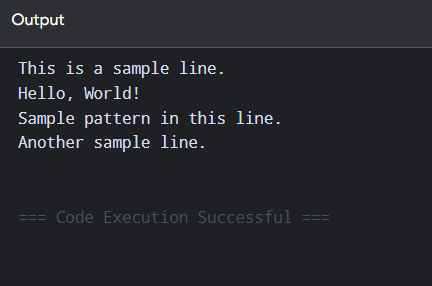 Output
This is a sample line.
Hello, World!
Sample pattern in this line.
Another sample line.
=== Code Execution Successful ===